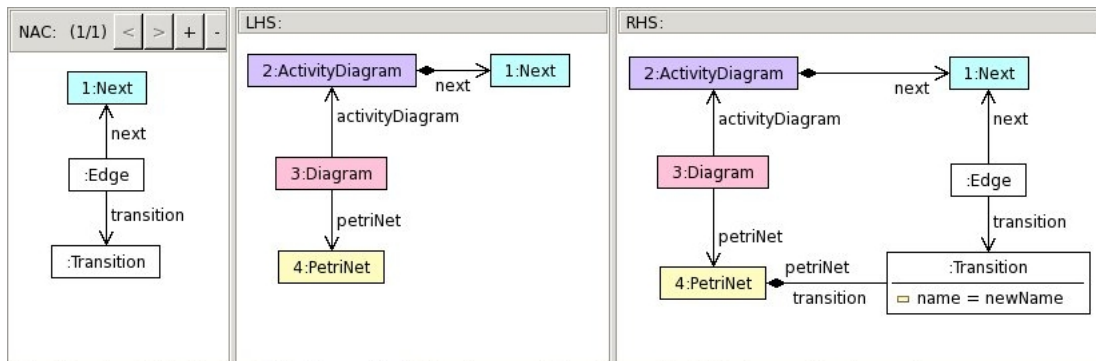 NAC: (1/1) < > + -
1:Next
next
:Edge
transition
:Transition
LHS:
2:ActivityDiagram
1:Next
next
activityDiagram
3:Diagram
petriNet
4:PetriNet
RHS:
2:ActivityDiagram
1:Next
next
activityDiagram
next
3:Diagram
:Edge
petriNet
transition
4:PetriNet
petriNet
transition
:Transition
name = newName